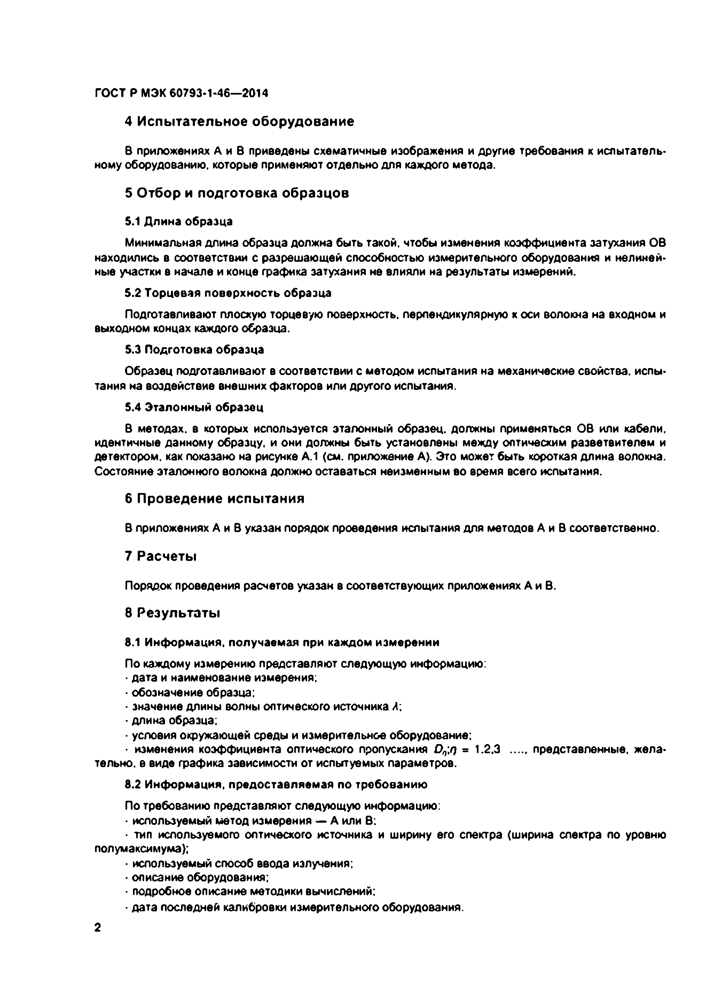 ГОСТ Р МЭК 60793-1-46—2014
4 Испытательное оборудование
В приложениях А и В приведены схематичные изображения и другие требования к испытатель-
ному оборудованию, которые применяют отдельно для каждого метода.
5 Отбор и подготовка образцов
5.1 Длина образца
Минимальная длина образца должна быть такой, чтобы изменения коэффициента затухания ОВ
находились в соответствии с разрешающей способностью измерительного оборудования и нелиней-
ные участки в начале и конце графика затухания не влияли на результаты измерений.
5.2 Торцевая поверхность образца
Подготавливают плоскую торцевую поверхность, перпендикулярную к оси волокна на входном и
выходном концах каждого образца.
5.3 Подготовка образца
Образец подготавливают в соответствии с методом испытания на механические свойства, испы-
тания на воздействие внешних факторов или другого испытания.
5.4 Эталонный образец
В методах, в которых используется эталонный образец, должны применяться ОВ или кабели,
идентичные данному образцу, и они должны быть установлены между оптическим разветвителем и
детектором, как показано на рисунке А.1 (см. приложение А). Это может быть короткая длина волокна.
Состояние эталонного волокна должно оставаться неизменным во время всего испытания.
6 Проведение испытания
В приложениях А и В указан порядок проведения испытания для методов А и В соответственно.
7 Расчеты
Порядок проведения расчетов указан в соответствующих приложениях А и В.
8 Результаты
8.1 Информация, получаемая при каждом измерении
По каждому измерению представляют следующую информацию:
- дата и наименование измерения;
- обозначение образца;
- значение длины волны оптического источника λ;
- длина образца;
- условия окружающей среды и измерительное оборудование;
- изменения коэффициента оптического пропускания Dn;n = 1,2,3 ...., представленные, жела-
тельно, в виде графика зависимости от испытуемых параметров.
8.2 Информация, предоставляемая по требованию
По требованию представляют следующую информацию:
- используемый метод измерения — А или В;
- тип используемого оптического источника и ширину его спектра (ширина спектра по уровню
полумаксимума);
- используемый способ ввода излучения;
- описание оборудования;
- подробное описание методики вычислений;
- дата последней калибровки измерительного оборудования.
2